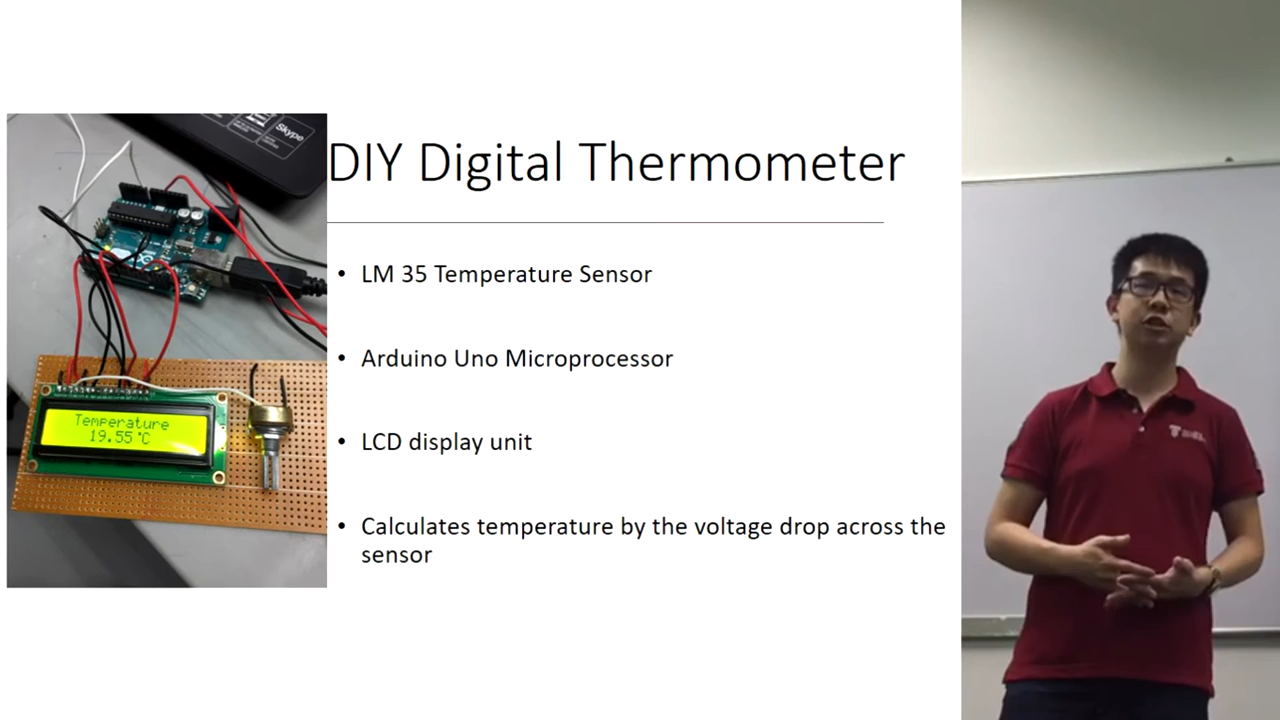 Skype
DIY Digital Thermometer
• LM 35 Temperature Sensor
• Arduino Uno Microprocessor
• LCD display unit
• Calculates temperature by the voltage drop across the
sensor
Temperature
19.55°C